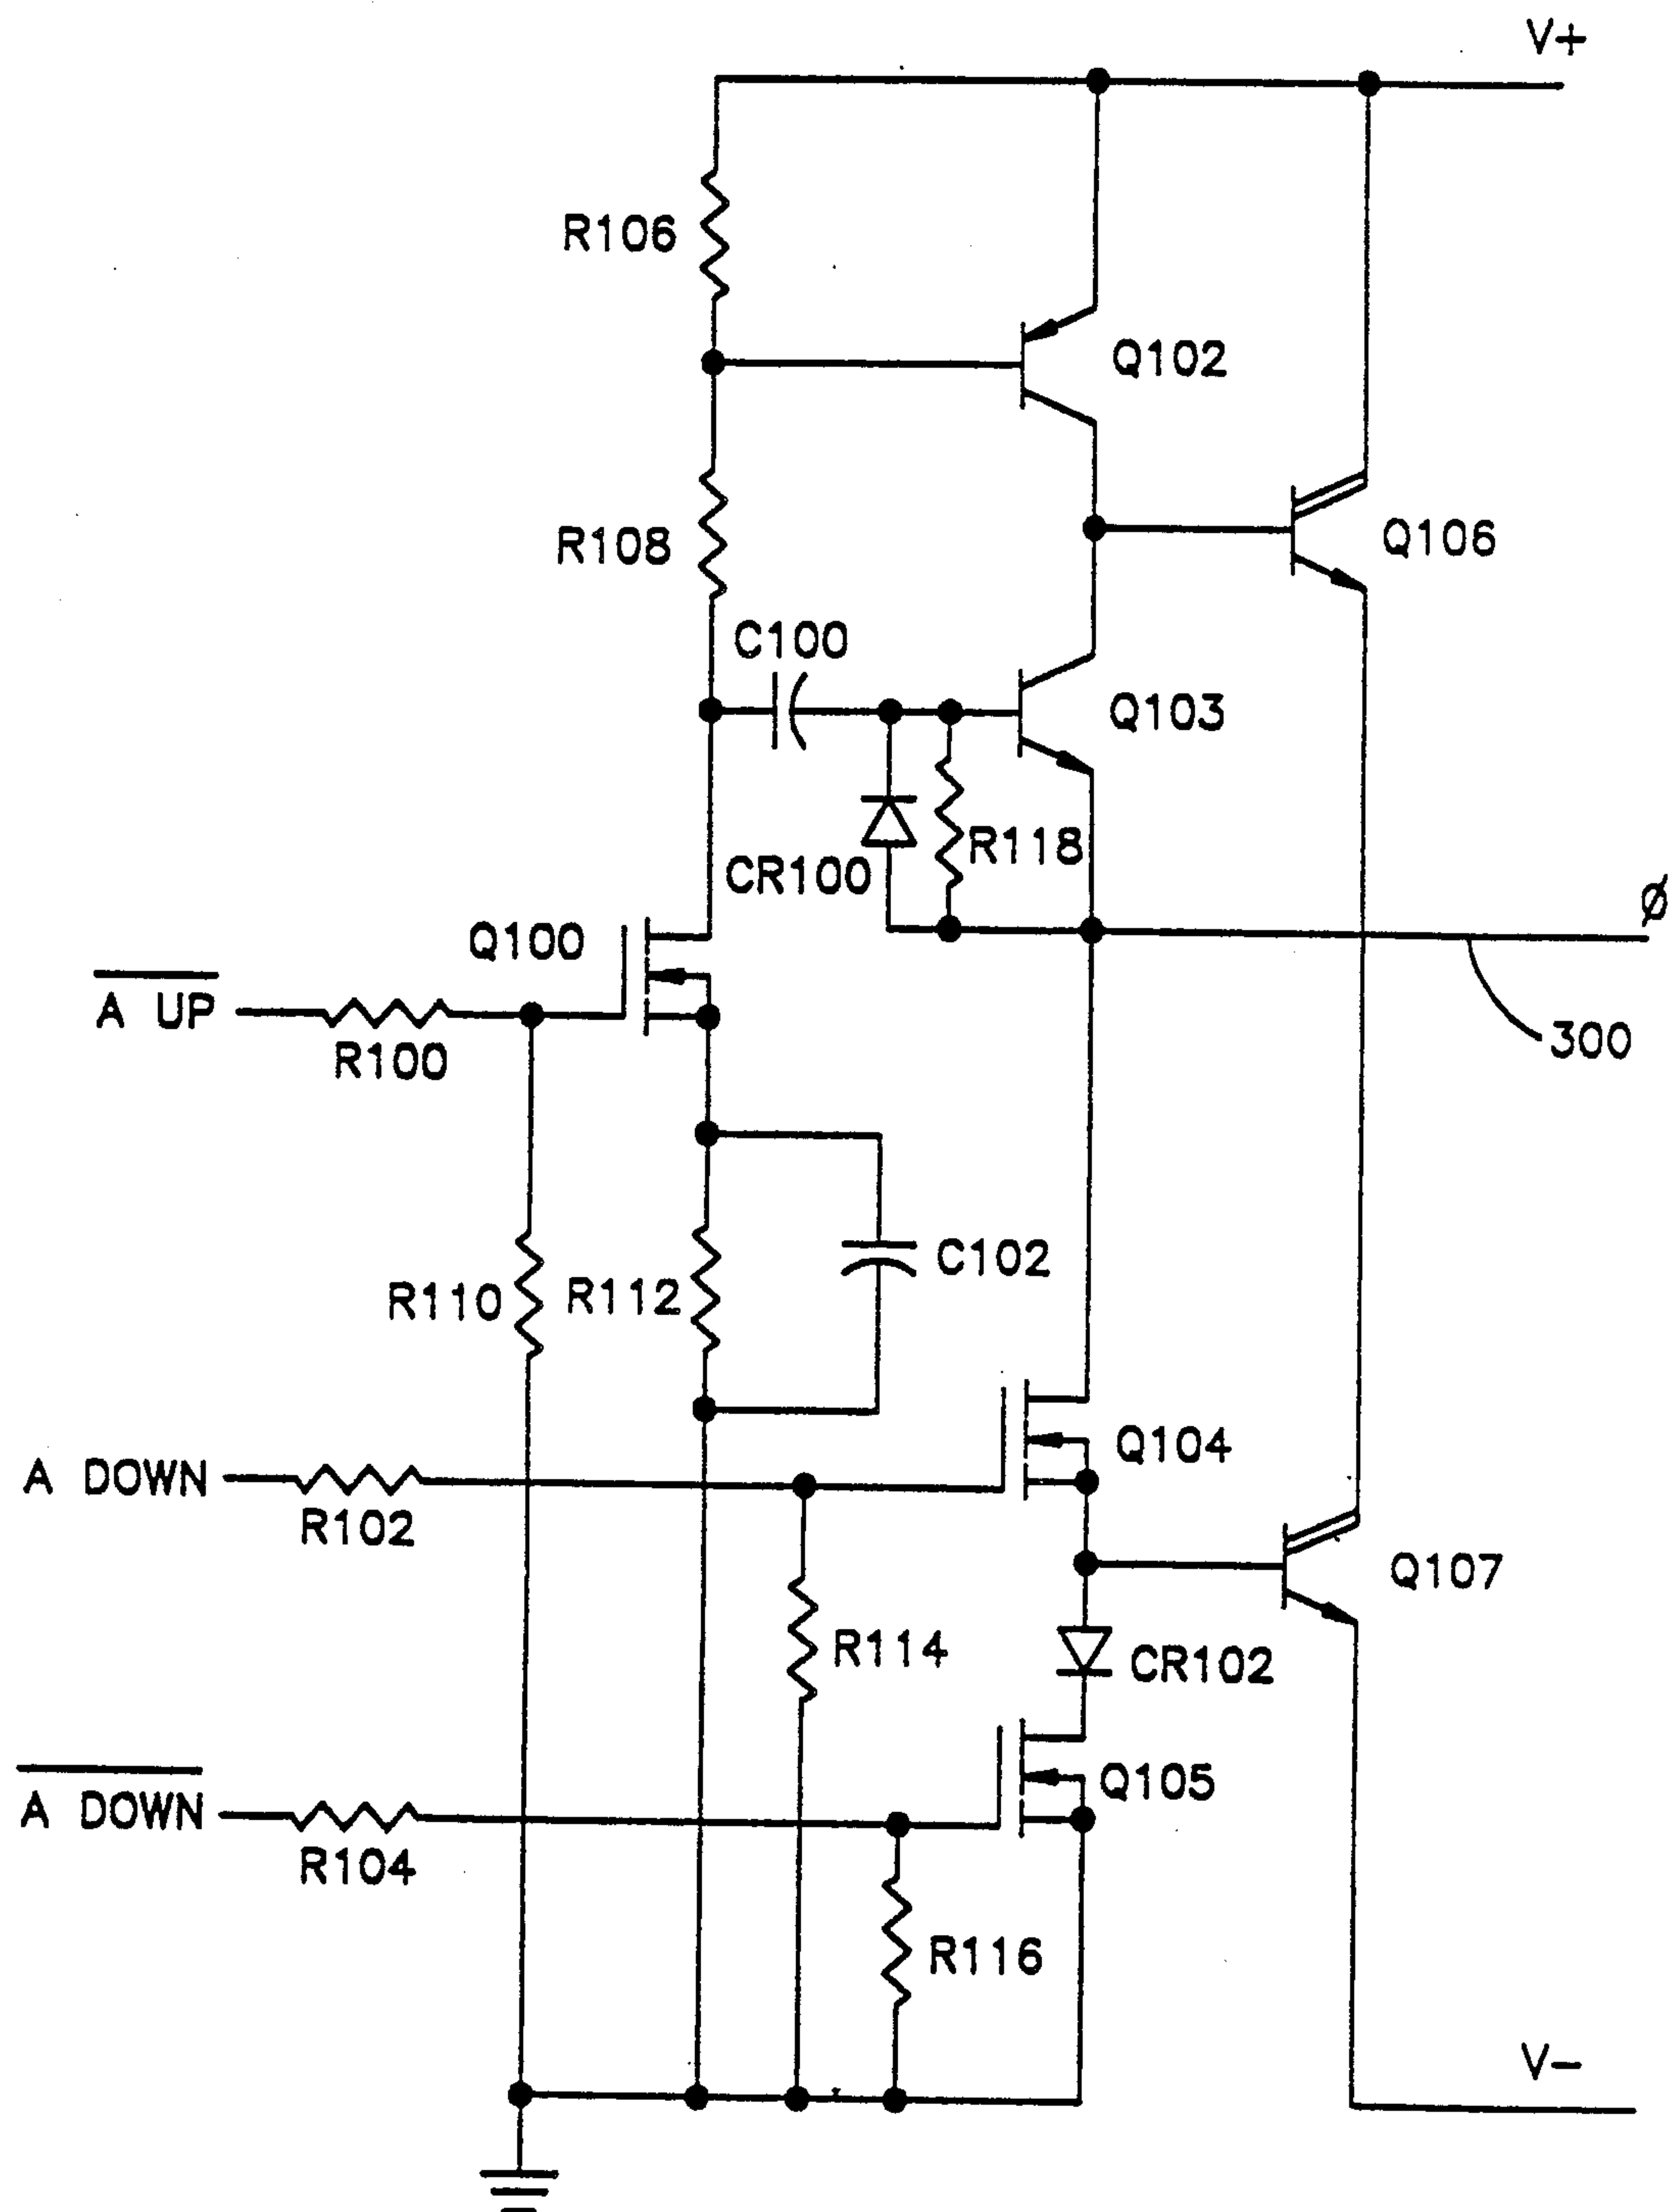 V+
R106
Q102
R108
Q106
C100
Q103
R118
CR100
Ø
Q100
A UP
R100
300
C102
R110
R112
Q104
A DOWN
R102
Q107
R114
CR102
Q105
A DOWN
R104
R116
V-